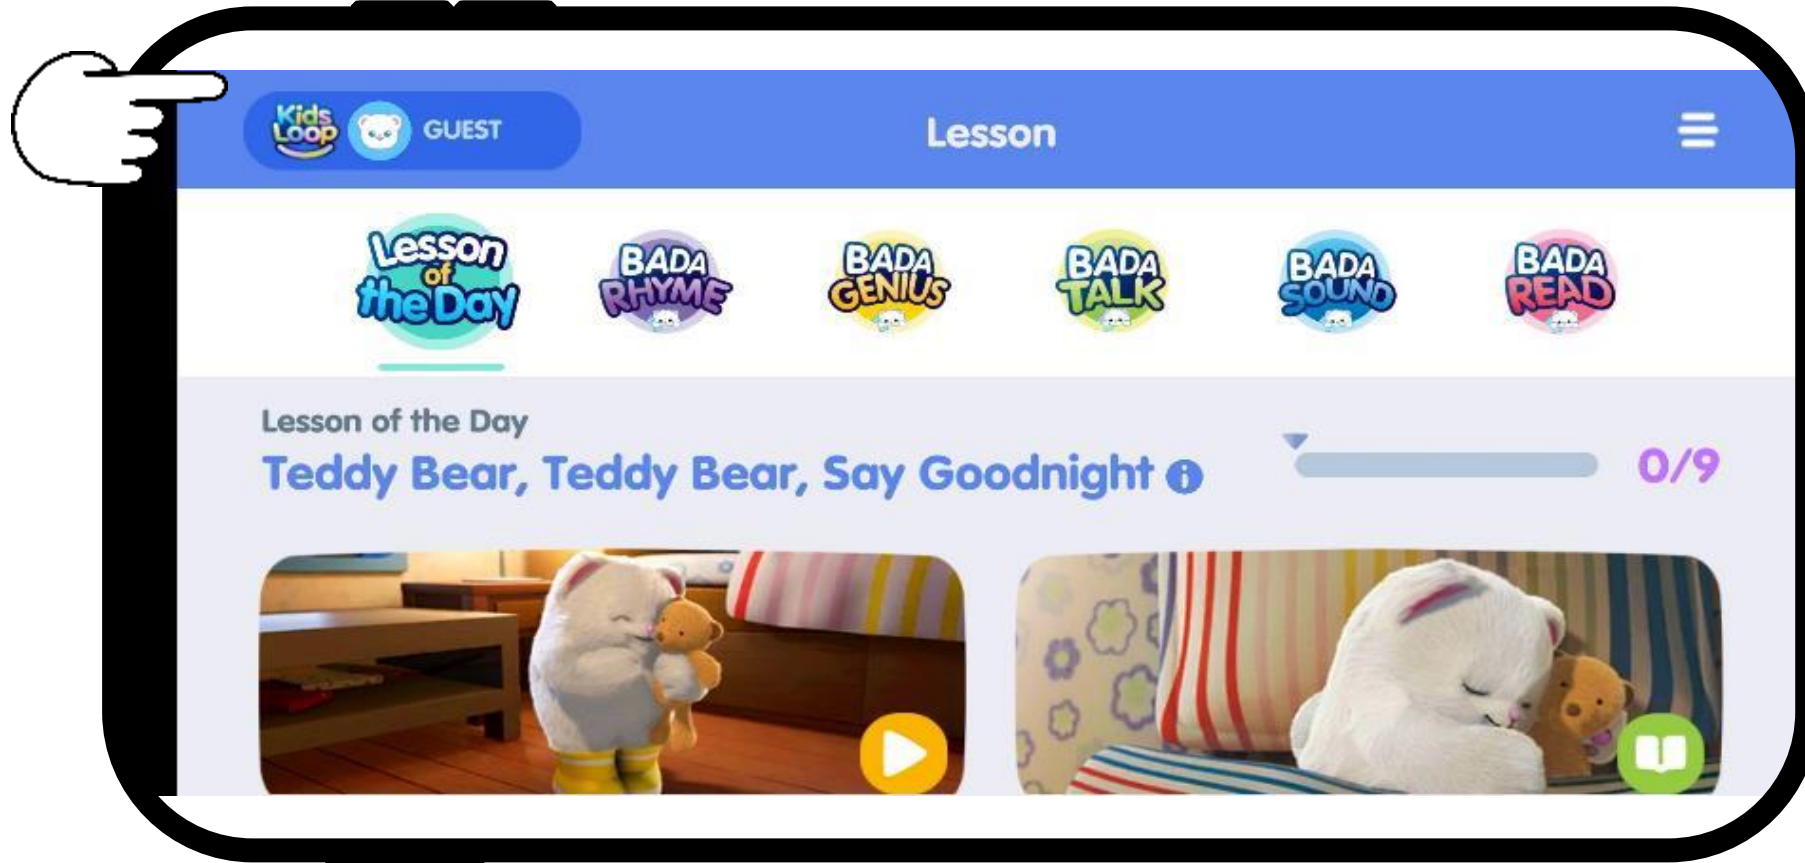 Kids
Loop
GUEST
Lesson
Lesson
of
the Day
BADA
RHYME
BADA
GENIUS
BADA
TALK
BADA
SOUND
BADA
READ
Lesson of the Day
Teddy Bear, Teddy Bear, Say Goodnight
0/9